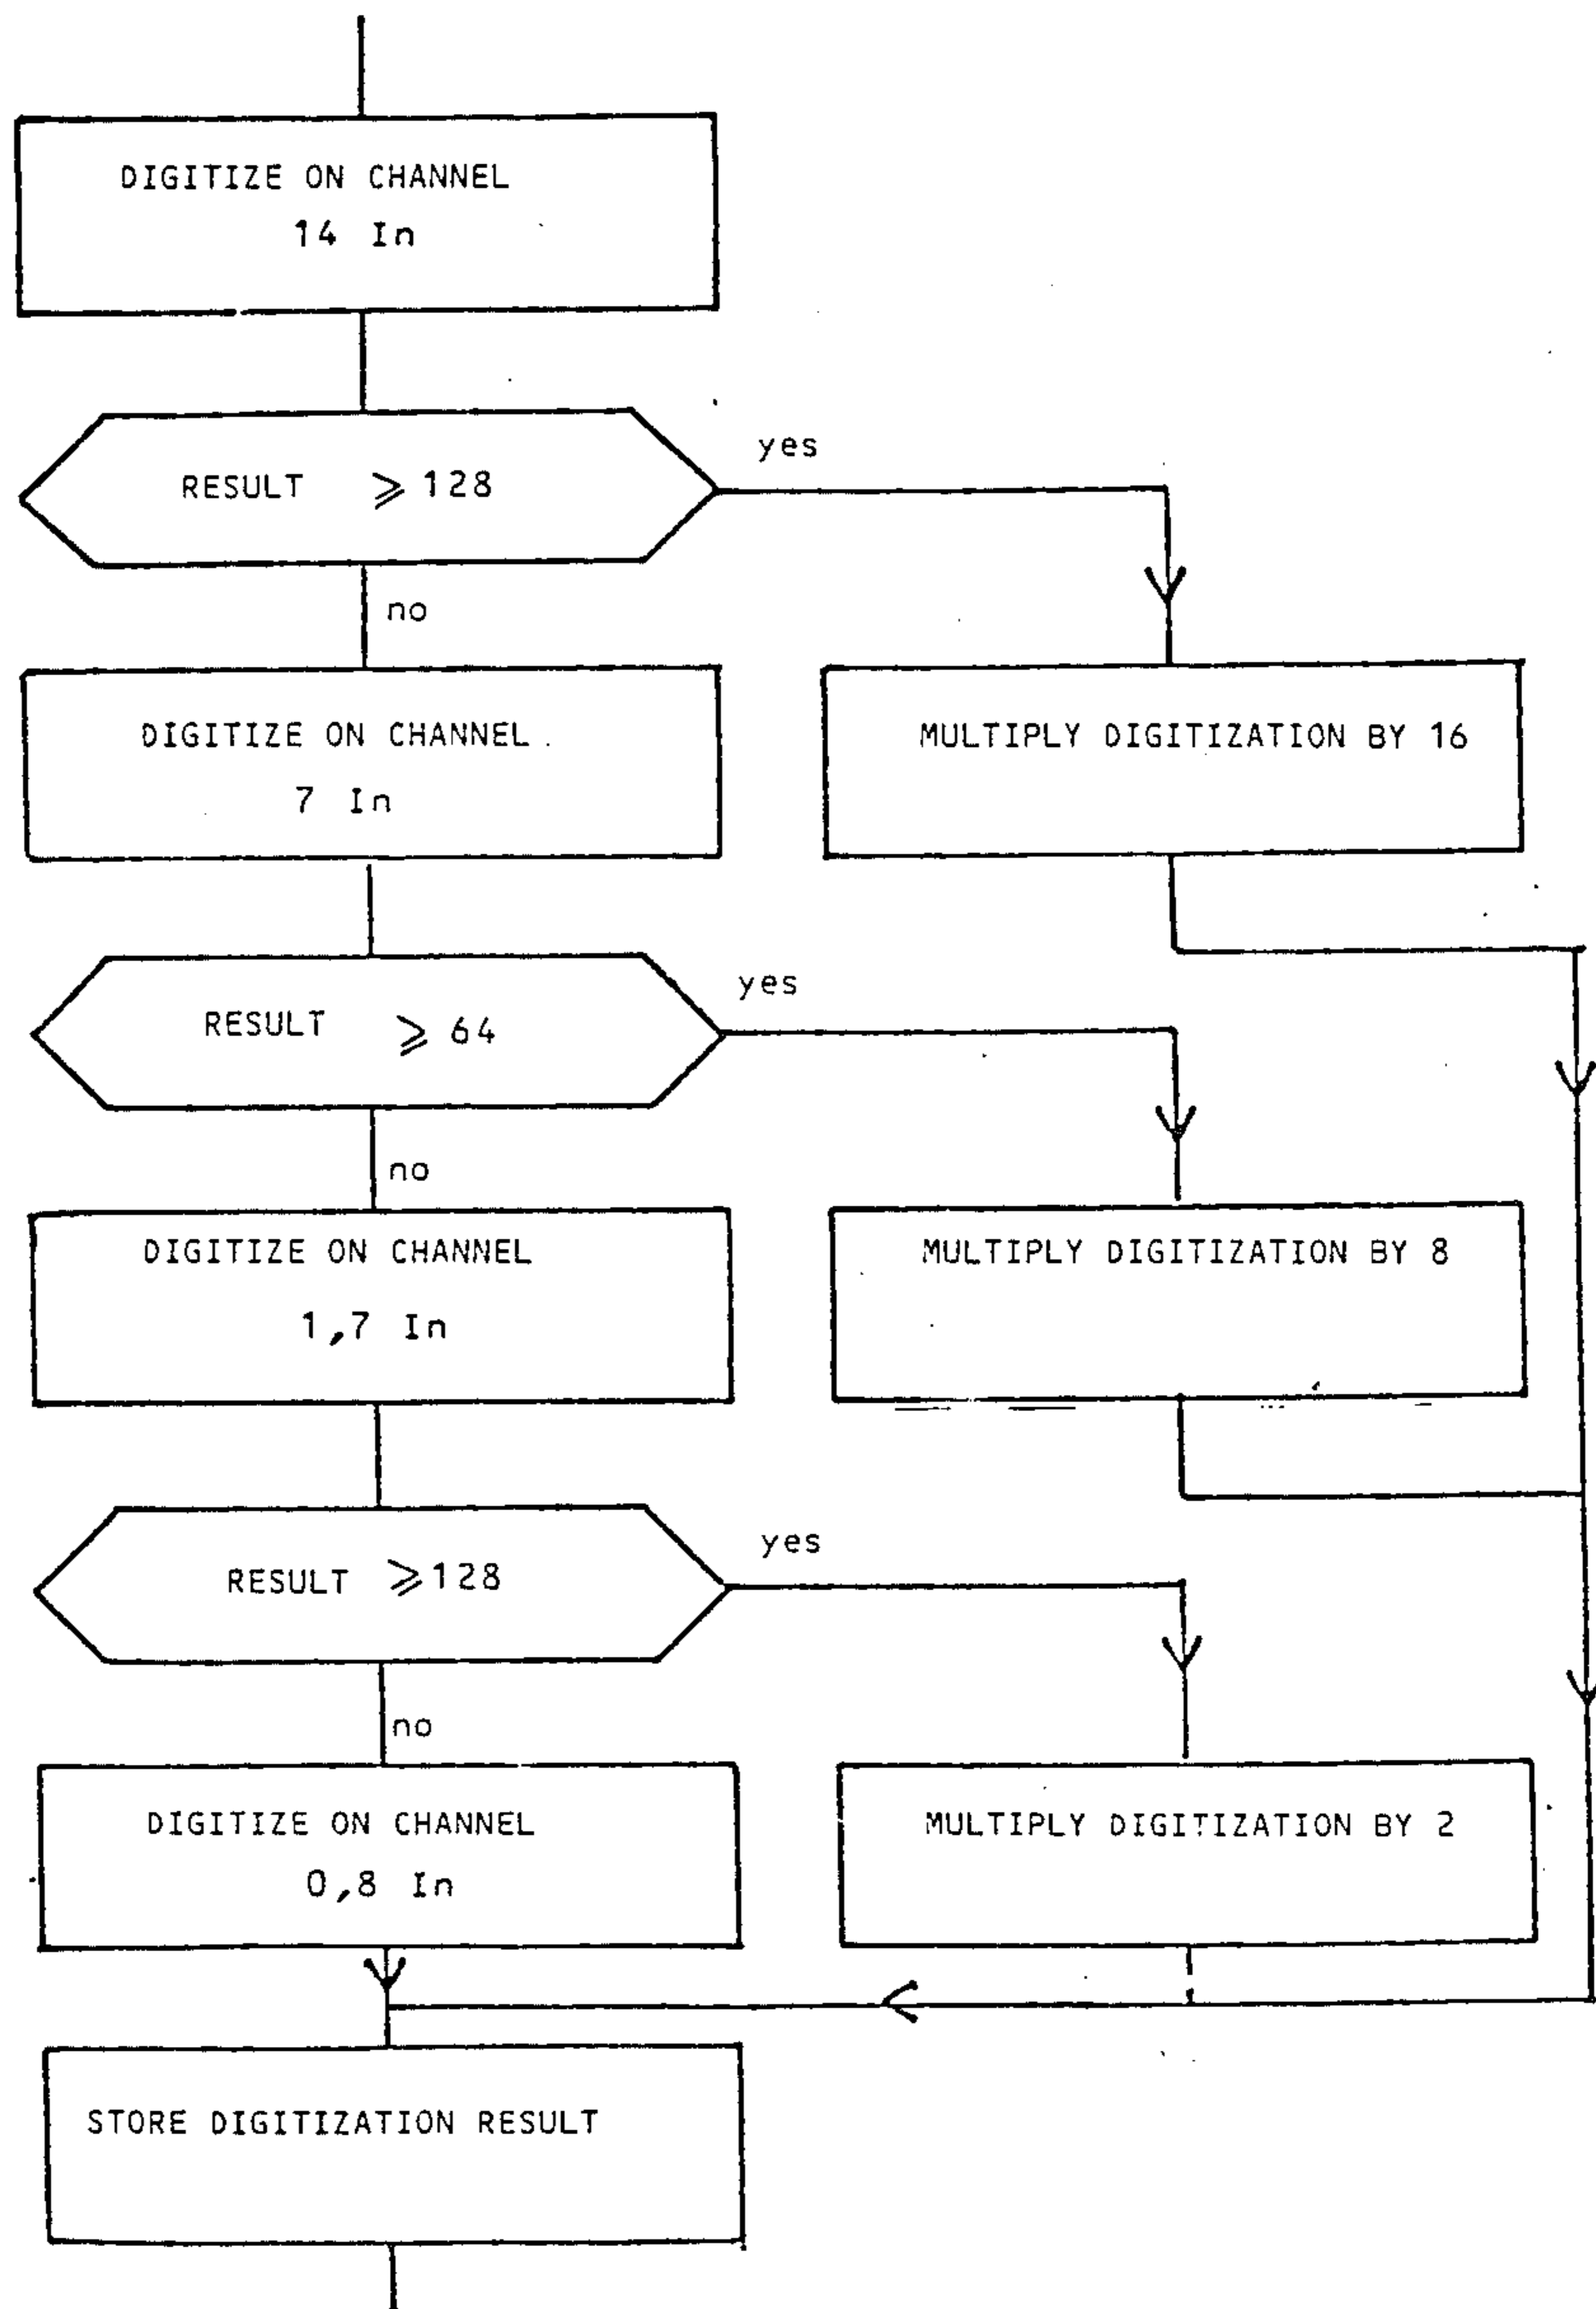 DIGITIZE ON CHANNEL
14 In
RESULT ⩾ 128
yes
no
DIGITIZE ON CHANNEL
7 In
MULTIPLY DIGITIZATION BY 16
RESULT ⩾ 64
yes
no
DIGITIZE ON CHANNEL
1,7 In
MULTIPLY DIGITIZATION BY 8
RESULT ⩾ 128
yes
no
DIGITIZE ON CHANNEL
0,8 In
MULTIPLY DIGITIZATION BY 2
STORE DIGITIZATION RESULT